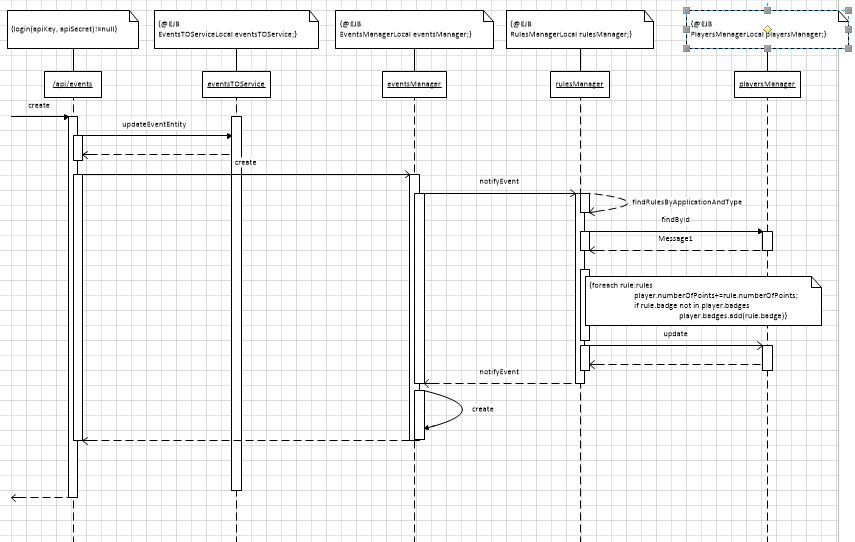 {login(apiKey, apiSecret)!=null}
{@EJB
EventsTOServiceLocal eventsTOService;}
{@EJB
EventsManagerLocal eventsManager;}
{@EJB
RulesManagerLocal rulesManager;}
{@EJB
PlayersManagerLocal playersManager;}
/api/events
eventsTOService
eventsManager
rulesManager
playersManager
create
updateEventEntity
create
notifyEvent
findRulesByApplicationAndType
findById
Message1
{foreach rule:rules
player.numberOfPoints+=rule.numberOfPoints;
if rule.badge not in player.badges
player.badges.add(rule.badge)}
update
notifyEvent
create